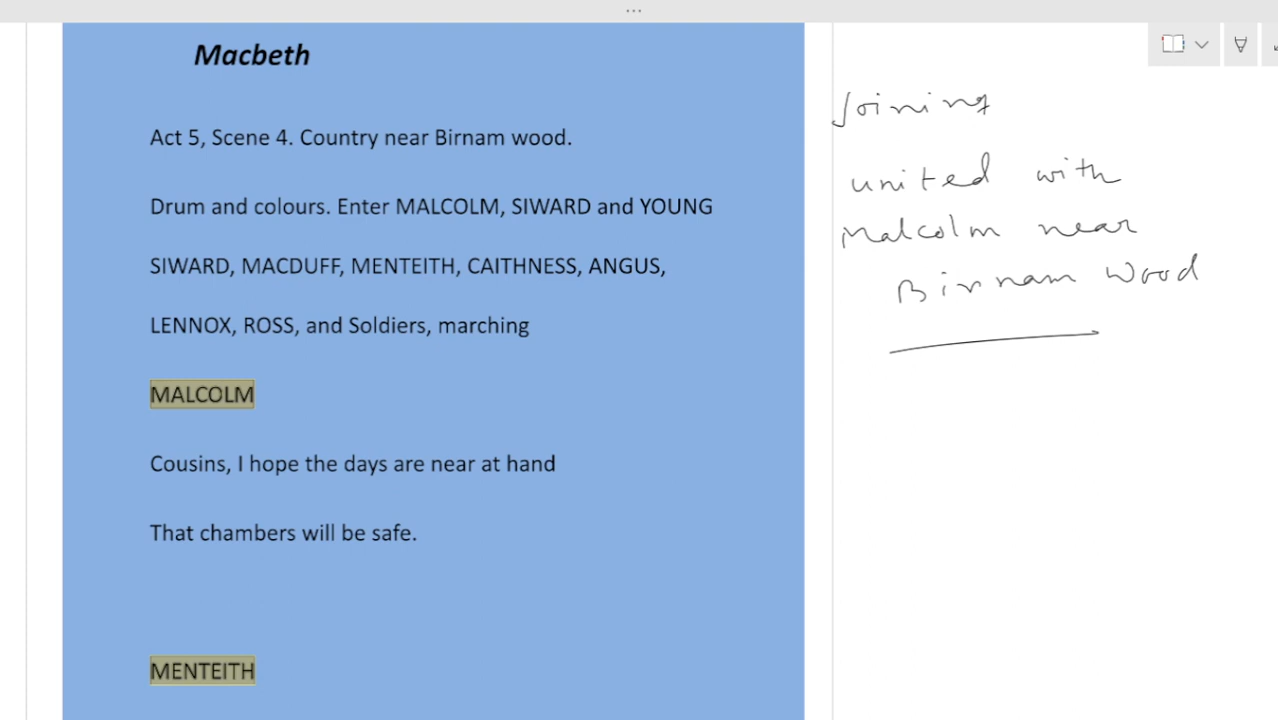 Macbeth
Act 5, Scene 4. Country near Birnam wood.
Drum and colours. Enter MALCOLM, SIWARD and YOUNG
SIWARD, MACDUFF, MENTEITH, CAITHNESS, ANGUS,
LENNOX, ROSS, and Soldiers, marching
MALCOLM
Cousins, I hope the days are near at hand
That chambers will be safe.
MENTEITH
Joining
united with
Malcolm near
Birnam Wood